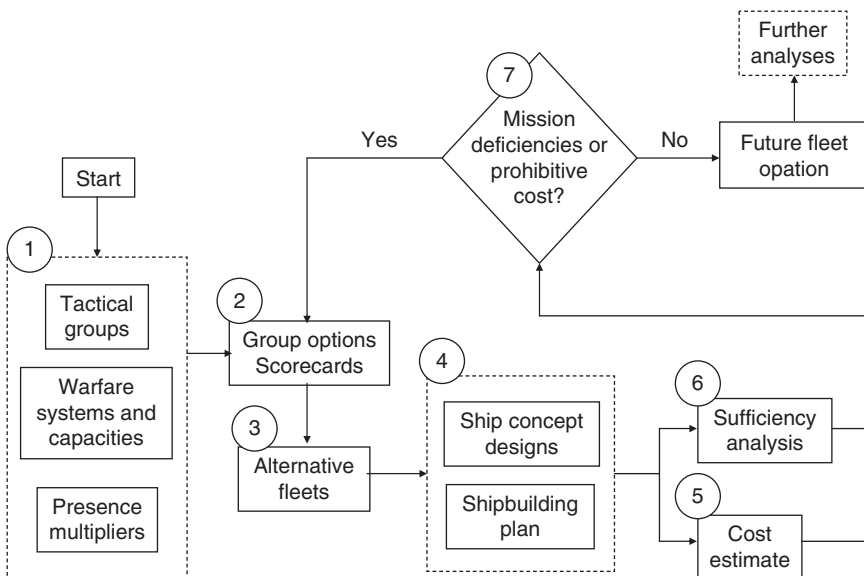 Further
analyses
7
Mission
deficiencies or
prohibitive
cost?
Yes
No
Future fleet
opation
Start
1
Tactical
groups
Warfare
systems and
capacities
Presence
multipliers
2
Group options
Scorecards
3
Alternative
fleets
4
Ship concept
designs
Shipbuilding
plan
6
Sufficiency
analysis
5
Cost
estimate